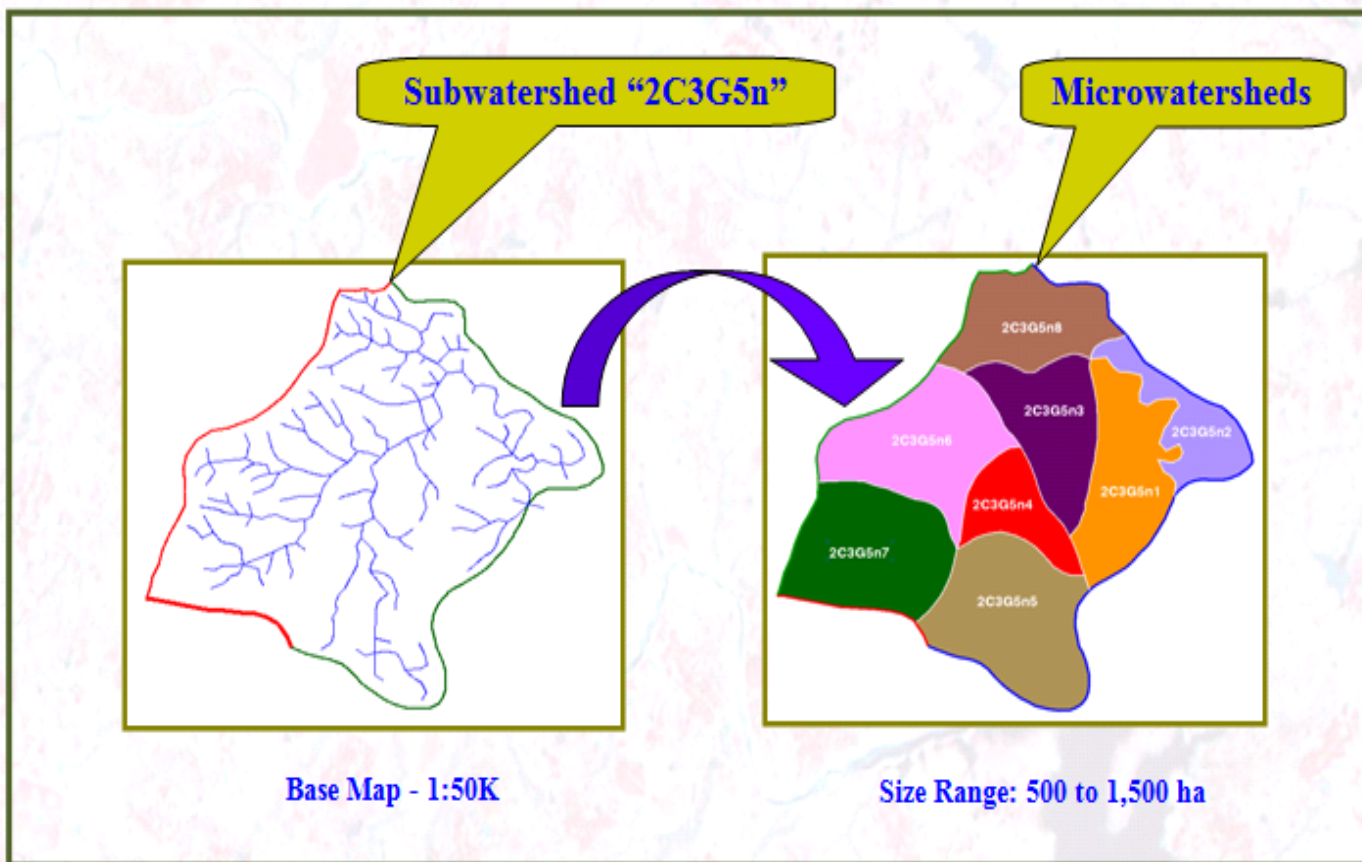 Subwatershed “2C3G5n”
Microwatersheds
2C3G5n8
2C3G5n3
2C3G5n2
2C3G5n6
2C3G5n1
2C3G5n4
2C3G5n7
2C3G5n5
Base Map - 1:50K
Size Range: 500 to 1,500 ha